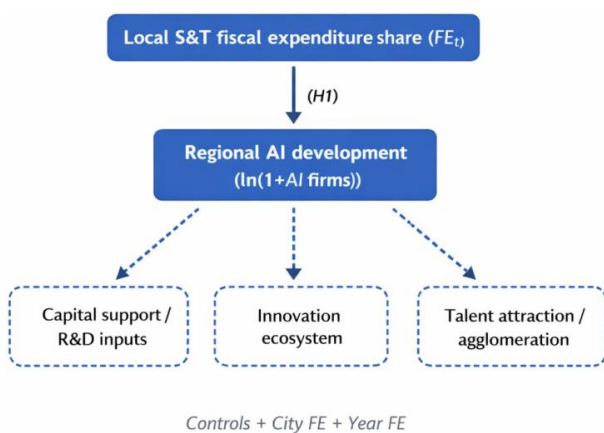 Local S&T fiscal expenditure share (FEₜ)
(H1)
Regional AI development
(ln(1+AI firms))
Capital support /
R&D inputs
Innovation
ecosystem
Talent attraction /
agglomeration
Controls + City FE + Year FE